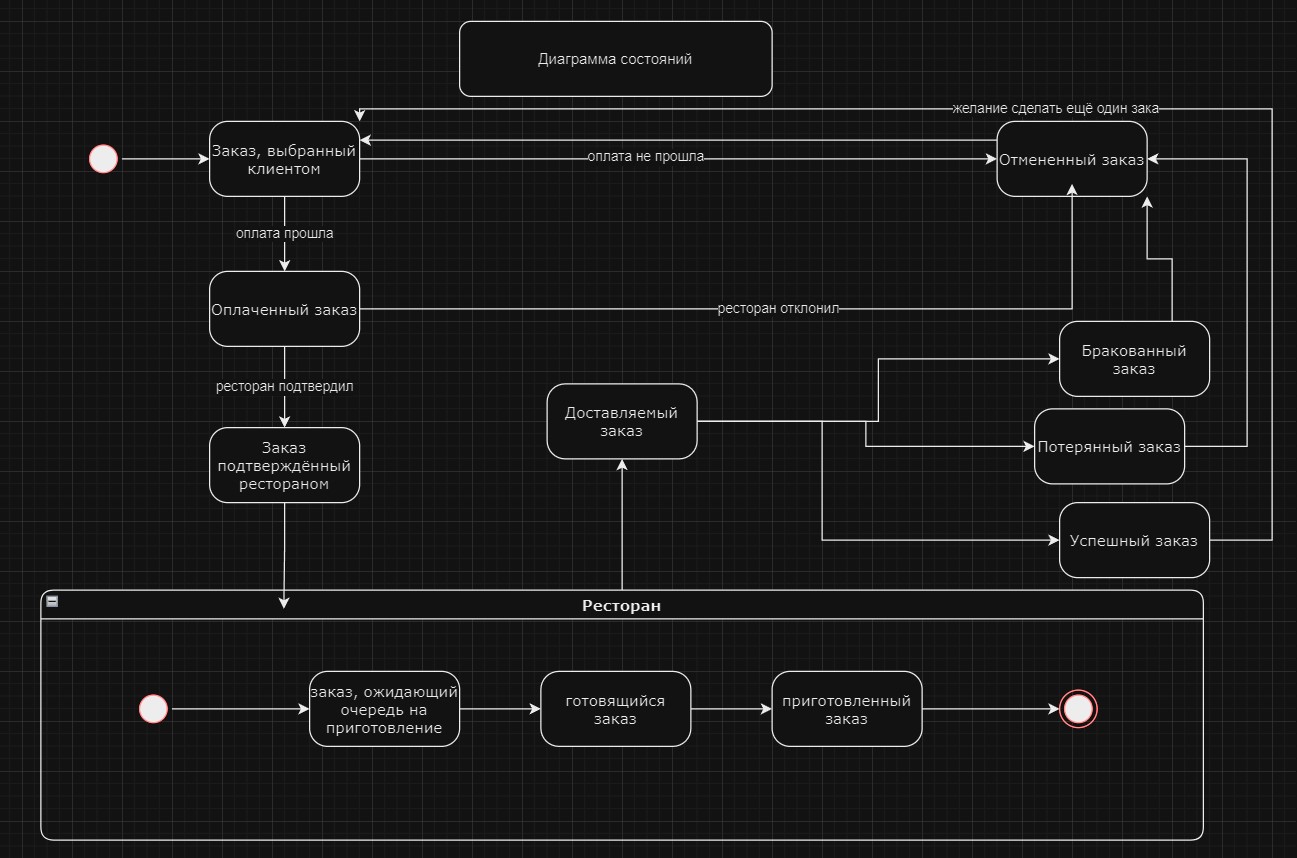 Диаграмма состояний
желание сделать ещё один зака
Заказ, выбранный
клиентом
оплата не прошла
Отмененный заказ
оплата прошла
Оплаченный заказ
ресторан отклонил
Бракованный
заказ
ресторан подтвердил
Доставляемый
заказ
Заказ
подтверждённый
рестораном
Потерянный заказ
Успешный заказ
Ресторан
заказ, ожидающий
очередь на
приготовление
готовящийся
заказ
приготовленный
заказ